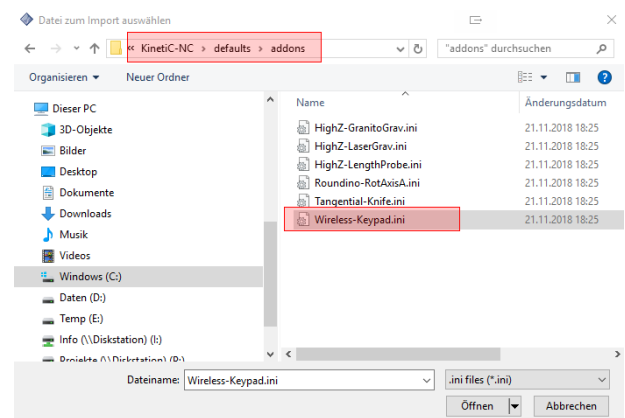 Datei zum Import auswählen
« KinetiC-NC › defaults › addons
"addons" durchsuchen
Organisieren
Neuer Ordner
Dieser PC
3D-Objekte
Bilder
Desktop
Dokumente
Downloads
Musik
Videos
Windows (C:)
Daten (D:)
Temp (E:)
Info (\\Diskstation) (I:)
Projekte (\\Diskstation) (P:)
Name
Änderungsdatum
HighZ-GranitoGrav.ini
21.11.2018 18:25
HighZ-LaserGrav.ini
21.11.2018 18:25
HighZ-LengthProbe.ini
21.11.2018 18:25
Roundino-RotAxisA.ini
21.11.2018 18:25
Tangential-Knife.ini
21.11.2018 18:25
Wireless-Keypad.ini
21.11.2018 18:25
Dateiname:
Wireless-Keypad.ini
.ini files (*.ini)
Öffnen
Abbrechen